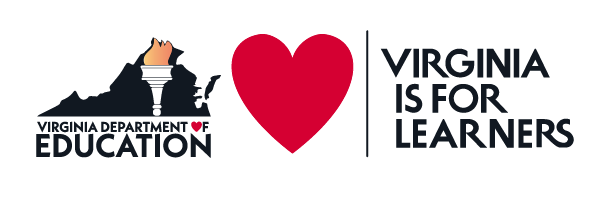 VIRGINIA DEPARTMENT OF
EDUCATION
VIRGINIA
IS FOR
LEARNERS